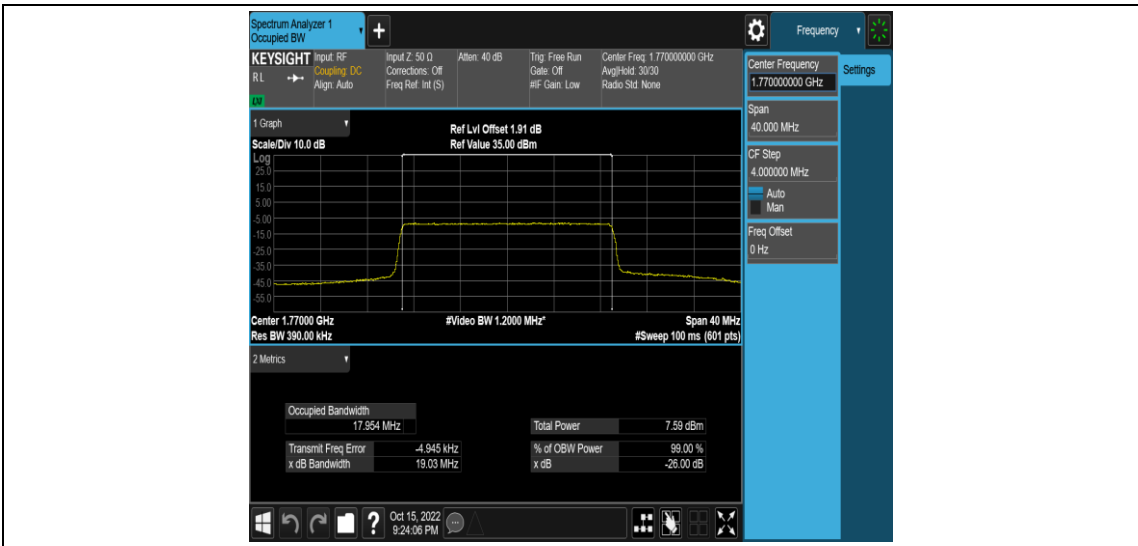 Spectrum Analyzer 1
Occupied BW
+
Frequency
KEYSIGHT
RL
LXI
Input: RF
Coupling: DC
Align: Auto
Input Z: 50 Ω
Corrections: Off
Freq Ref: Int (S)
Atten: 40 dB
Trig: Free Run
Gate: Off
#IF Gain: Low
Center Freq: 1.770000000 GHz
Avg|Hold: 30/30
Radio Std: None
Center Frequency
1.770000000 GHz
Settings
Span
40.000 MHz
CF Step
4.000000 MHz
Auto
Man
Freq Offset
0 Hz
1 Graph
Ref Lvl Offset 1.91 dB
Scale/Div 10.0 dB
Ref Value 35.00 dBm
Log
25.0
15.0
5.00
-5.00
-15.0
-25.0
-35.0
-45.0
-55.0
Center 1.77000 GHz
#Video BW 1.2000 MHz*
Span 40 MHz
Res BW 390.00 kHz
#Sweep 100 ms (601 pts)
2 Metrics
Occupied Bandwidth
17.954 MHz
Total Power 7.59 dBm
Transmit Freq Error -4.945 kHz
% of OBW Power 99.00 %
x dB Bandwidth 19.03 MHz
x dB -26.00 dB
?
Oct 15, 2022
9:24:06 PM